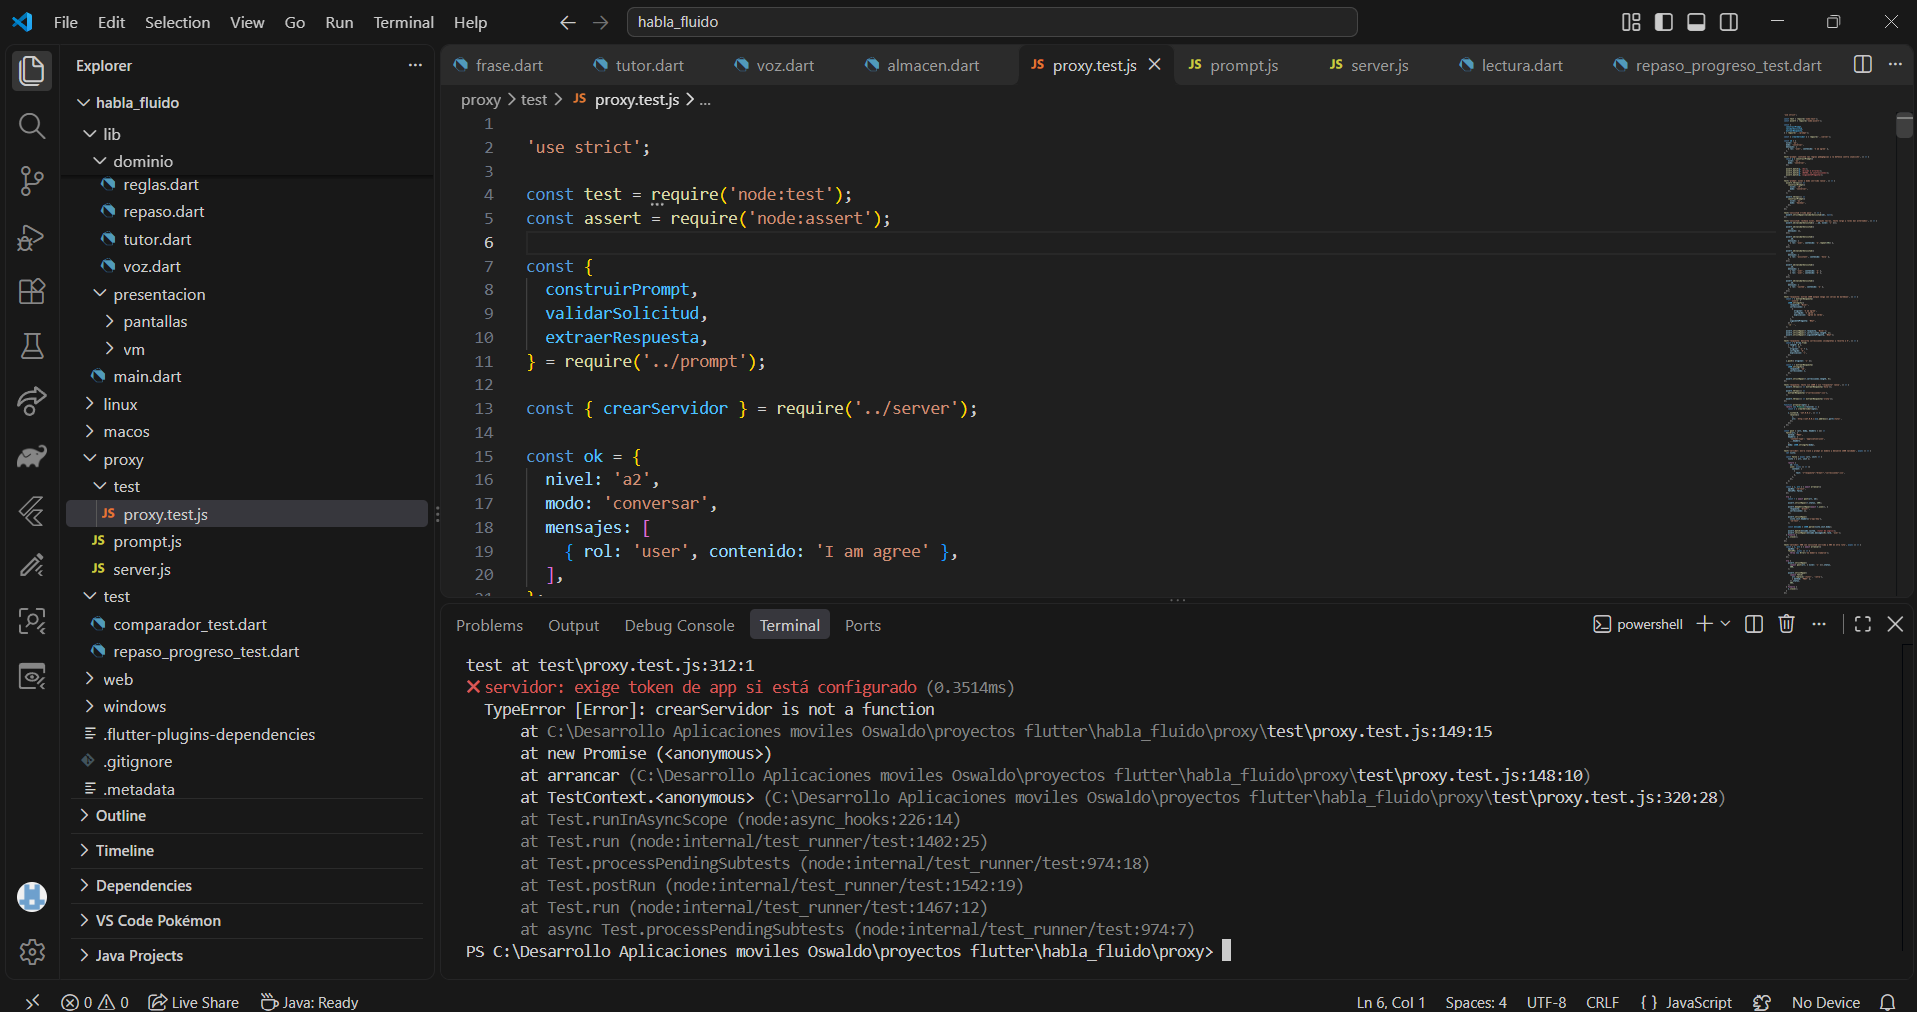 File Edit Selection View Go Run Terminal Help
habla_fluido
Explorer
habla_fluido
lib
dominio
reglas.dart
repaso.dart
tutor.dart
voz.dart
presentacion
pantallas
vm
main.dart
linux
macos
proxy
test
JS proxy.test.js
JS prompt.js
JS server.js
test
comparador_test.dart
repaso_progreso_test.dart
web
windows
.flutter-plugins-dependencies
.gitignore
.metadata
Outline
Timeline
Dependencies
VS Code Pokémon
Java Projects
frase.dart tutor.dart voz.dart almacen.dart JS proxy.test.js JS prompt.js JS server.js lectura.dart repaso_progreso_test.dart
proxy > test > JS proxy.test.js > ...
1
2 'use strict';
3
4 const test = require('node:test');
5 const assert = require('node:assert');
6
7 const {
8 construirPrompt,
9 validarSolicitud,
10 extraerRespuesta,
11 } = require('../prompt');
12
13 const { crearServidor } = require('../server');
14
15 const ok = {
16 nivel: 'a2',
17 modo: 'conversar',
18 mensajes: [
19 { rol: 'user', contenido: 'I am agree' },
20 ],
21 };
Problems Output Debug Console Terminal Ports
powershell
test at test\proxy.test.js:312:1
servidor: exige token de app si está configurado (0.3514ms)
TypeError [Error]: crearServidor is not a function
at C:\Desarrollo Aplicaciones moviles Oswaldo\proyectos flutter\habla_fluido\proxy\test\proxy.test.js:149:15
at new Promise (<anonymous>)
at arrancar (C:\Desarrollo Aplicaciones moviles Oswaldo\proyectos flutter\habla_fluido\proxy\test\proxy.test.js:148:10)
at TestContext.<anonymous> (C:\Desarrollo Aplicaciones moviles Oswaldo\proyectos flutter\habla_fluido\proxy\test\proxy.test.js:320:28)
at Test.runInAsyncScope (node:async_hooks:226:14)
at Test.run (node:internal/test_runner/test:1402:25)
at Test.processPendingSubtests (node:internal/test_runner/test:974:18)
at Test.postRun (node:internal/test_runner/test:1542:19)
at Test.run (node:internal/test_runner/test:1467:12)
at async Test.processPendingSubtests (node:internal/test_runner/test:974:7)
PS C:\Desarrollo Aplicaciones moviles Oswaldo\proyectos flutter\habla_fluido\proxy>
0 0 Live Share Java: Ready
Ln 6, Col 1 Spaces: 4 UTF-8 CRLF { } JavaScript No Device